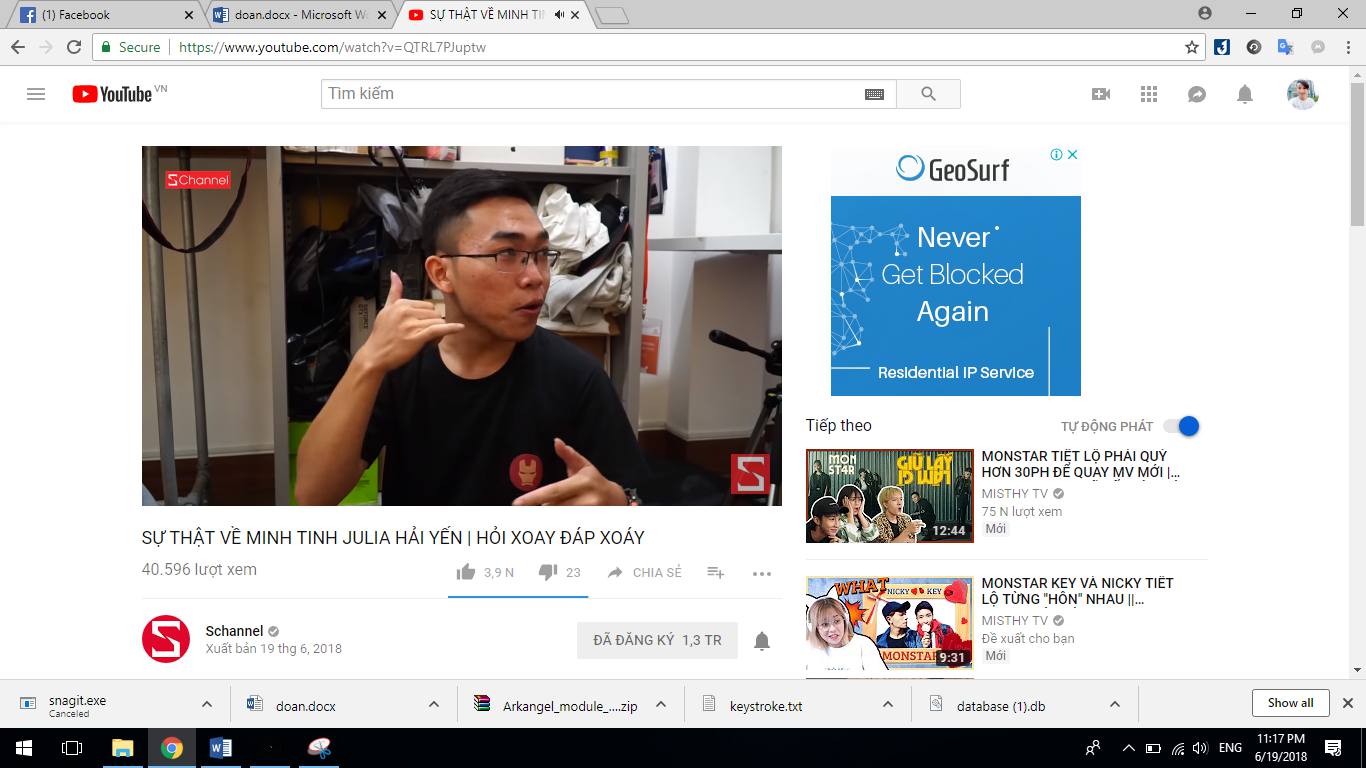 (1) Facebook
doan.docx - Microsoft Wo
SỰ THẬT VỀ MINH TIN
Secure
https://www.youtube.com/watch?v=QTRL7PJuptw
YouTube VN
Tìm kiếm
S Channel
GeoSurf
Never
Get Blocked
Again
Residential IP Service
Tiếp theo
TỰ ĐỘNG PHÁT
MON
ST4R
GIỮ LẤY
12:44
MONSTAR TIẾT LỘ PHẢI QUỲ
HƠN 30PH ĐỂ QUAY MV MỚI |...
MISTHY TV
75 N lượt xem
Mới
SỰ THẬT VỀ MINH TINH JULIA HẢI YẾN | HỎI XOAY ĐÁP XOÁY
40.596 lượt xem
3,9 N
23
CHIA SẺ
WHAT
NICKY
KEY
MONSTAR
9:31
MONSTAR KEY VÀ NICKY TIẾT
LỘ TỪNG "HÔN" NHAU ||...
MISTHY TV
Đề xuất cho bạn
Mới
Schannel
Xuất bản 19 thg 6, 2018
ĐÃ ĐĂNG KÝ 1,3 TR
snagit.exe
Canceled
doan.docx
Arkangel_module_....zip
keystroke.txt
database (1).db
Show all
ENG
11:17 PM
6/19/2018